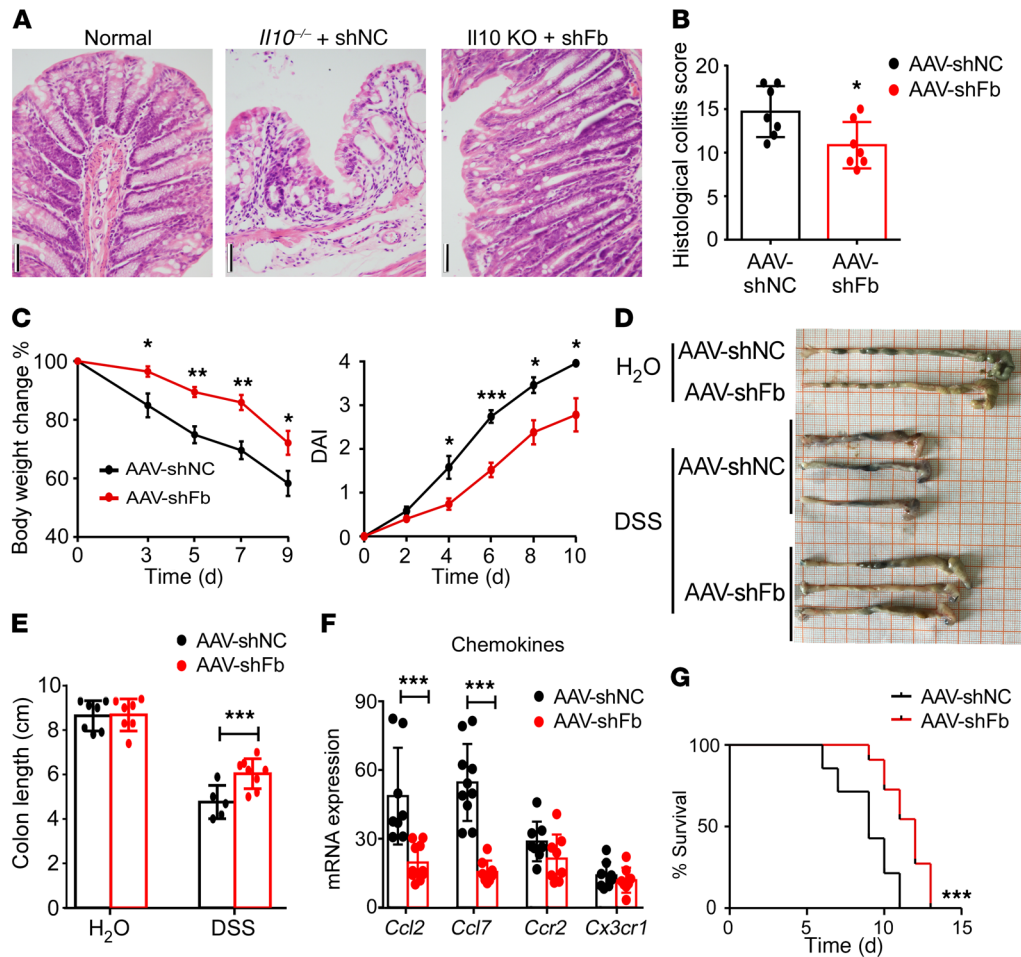 A
Normal
Il10–/– + shNC
Il10 KO + shFb
B
AAV-shNC
AAV-shFb
Histological colitis score
20
15
10
5
0
*
AAV-shNC
AAV-shFb
C
Body weight change %
100
80
60
40
* ** ** *
AAV-shNC
AAV-shFb
0 3 5 7 9
Time (d)
DAI
4
3
2
1
0
* *** * *
0 2 4 6 8 10
Time (d)
D
H2O
AAV-shNC
AAV-shFb
DSS
AAV-shNC
AAV-shFb
E
AAV-shNC
AAV-shFb
Colon length (cm)
10
8
6
4
2
0
***
H2O DSS
F
Chemokines
AAV-shNC
AAV-shFb
mRNA expression
90
60
30
0
*** ***
Ccl2 Ccl7 Ccr2 Cx3cr1
G
AAV-shNC
AAV-shFb
% Survival
100
50
0
***
0 5 10 15
Time (d)